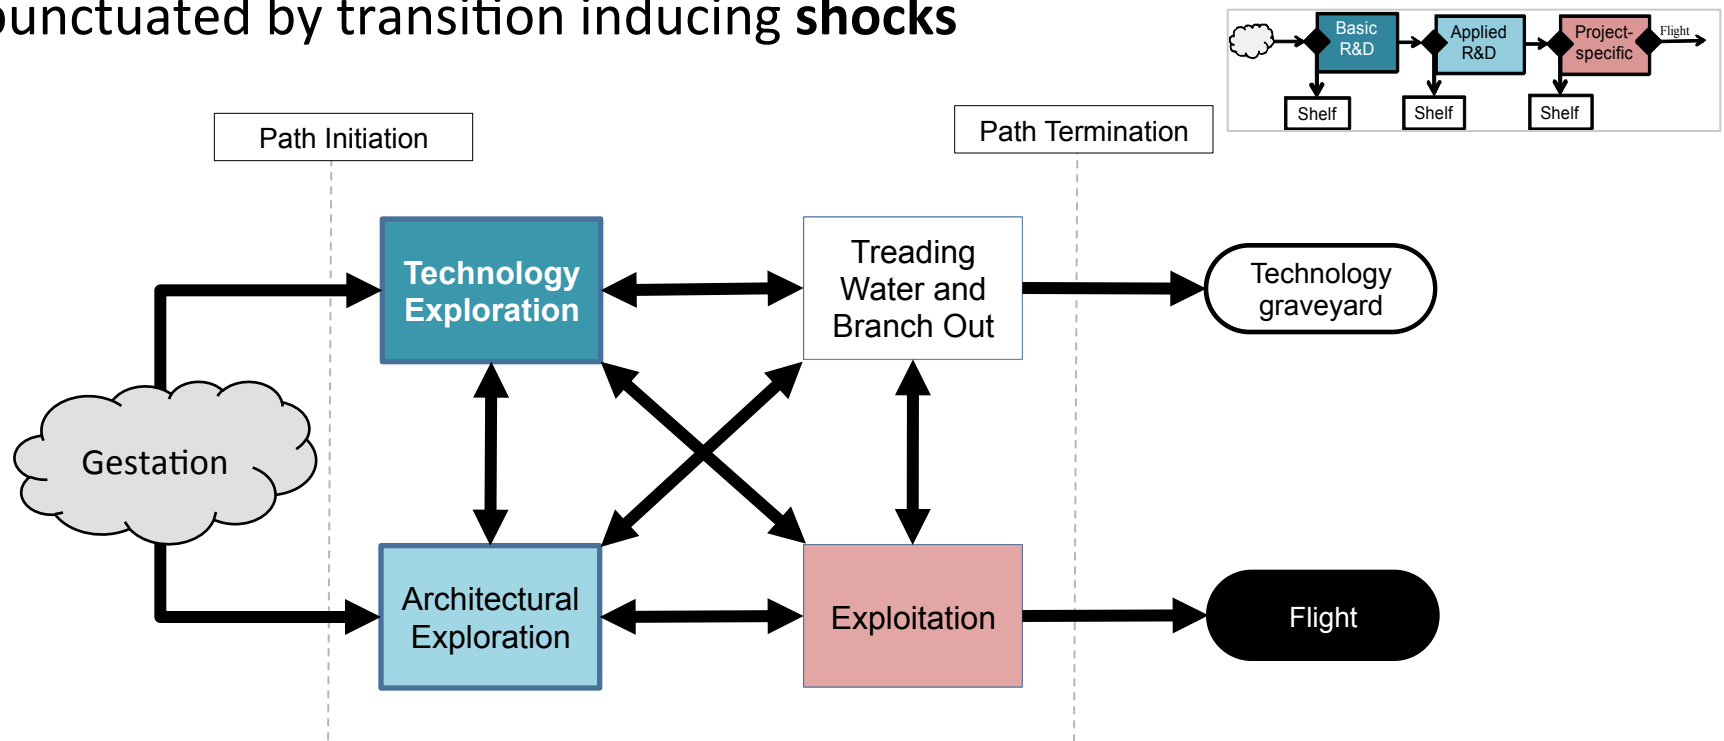 punctuated by transition inducing shocks
Basic
R&D
Applied
R&D
Project-
specific
Flight
Shelf
Shelf
Shelf
Path Initiation
Path Termination
Technology
Exploration
Treading
Water and
Branch Out
Technology
graveyard
Gestation
Architectural
Exploration
Exploitation
Flight